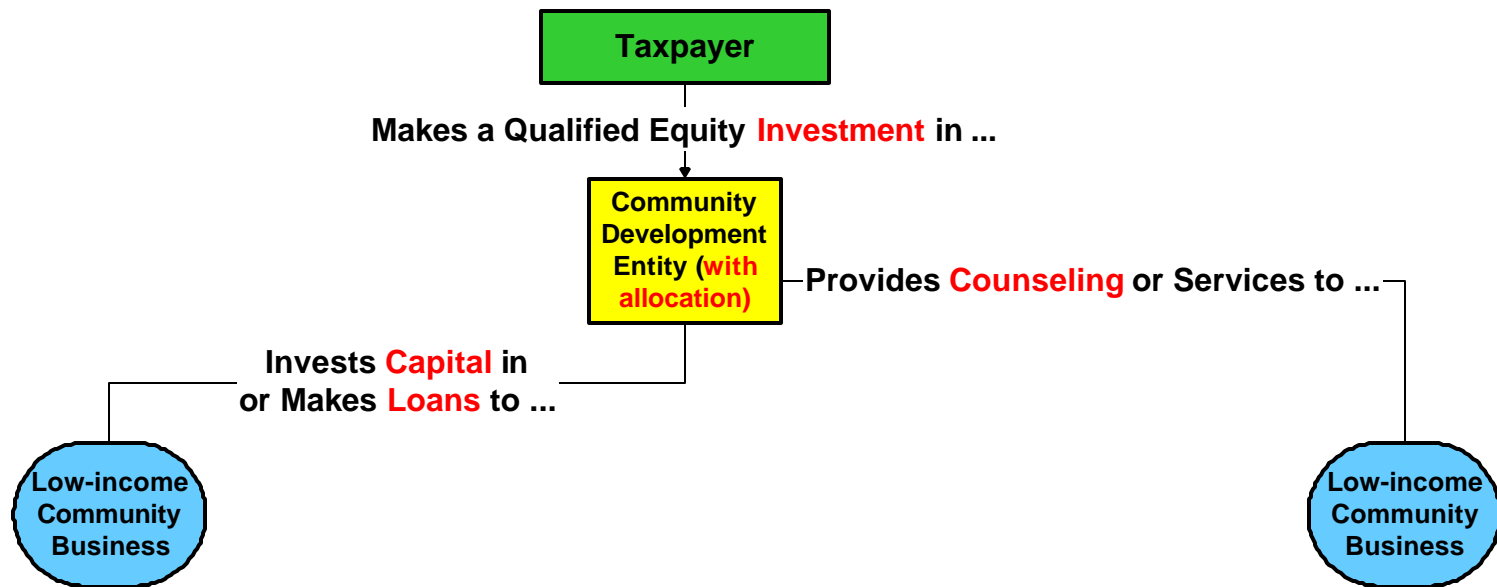 Taxpayer
Makes a Qualified Equity Investment in ...
Community
Development
Entity (with
allocation)
Provides Counseling or Services to ...
Invests Capital in
or Makes Loans to ...
Low-income
Community
Business
Low-income
Community
Business